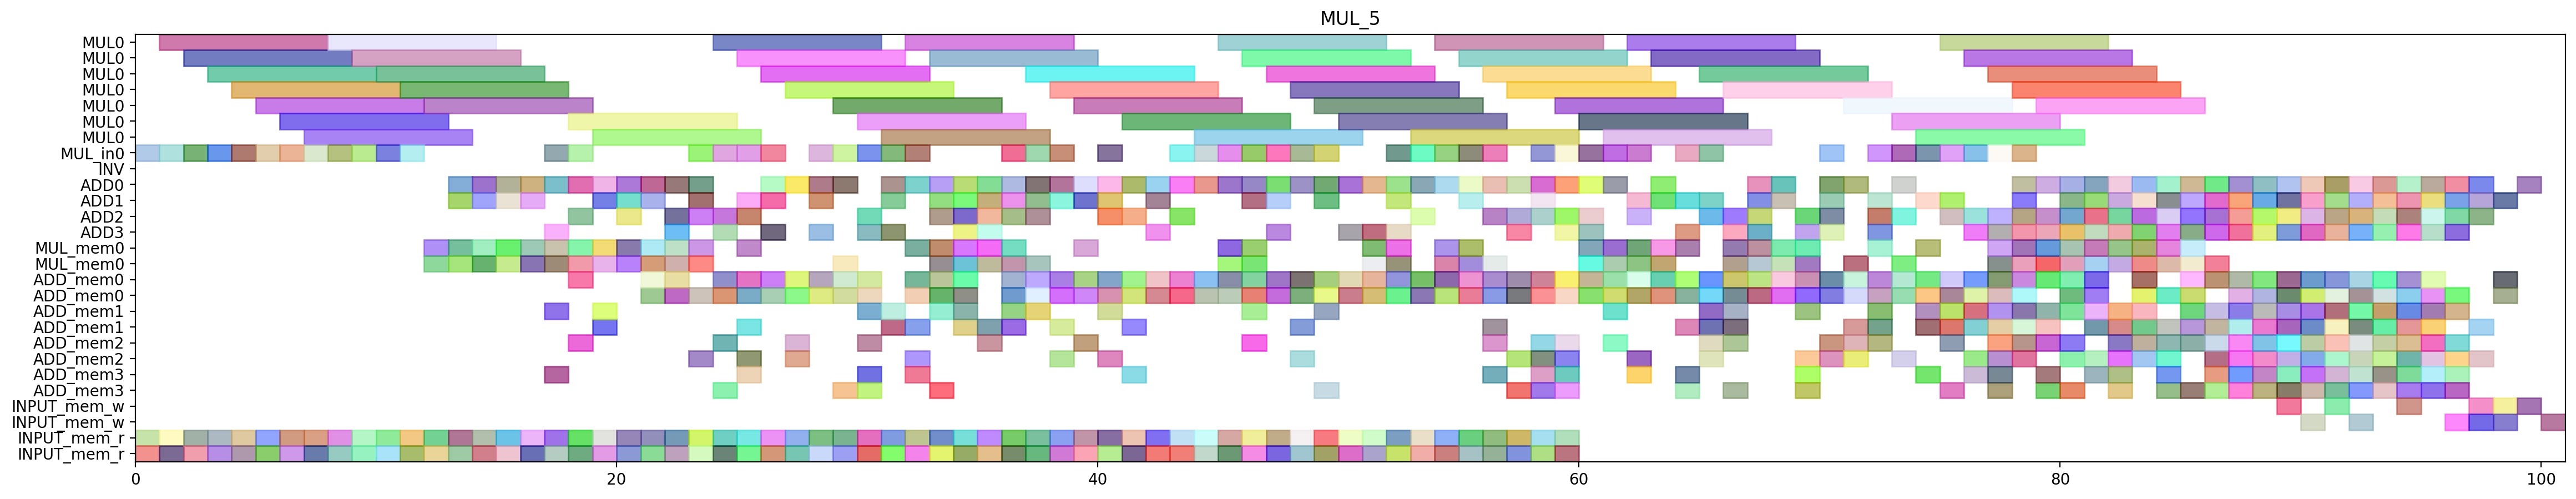 MUL_5
MUL0
MUL0
MUL0
MUL0
MUL0
MUL0
MUL0
MUL_in0
INV
ADD0
ADD1
ADD2
ADD3
MUL_mem0
MUL_mem0
ADD_mem0
ADD_mem0
ADD_mem1
ADD_mem1
ADD_mem2
ADD_mem2
ADD_mem3
ADD_mem3
INPUT_mem_w
INPUT_mem_w
INPUT_mem_r
INPUT_mem_r
0 20 40 60 80 100